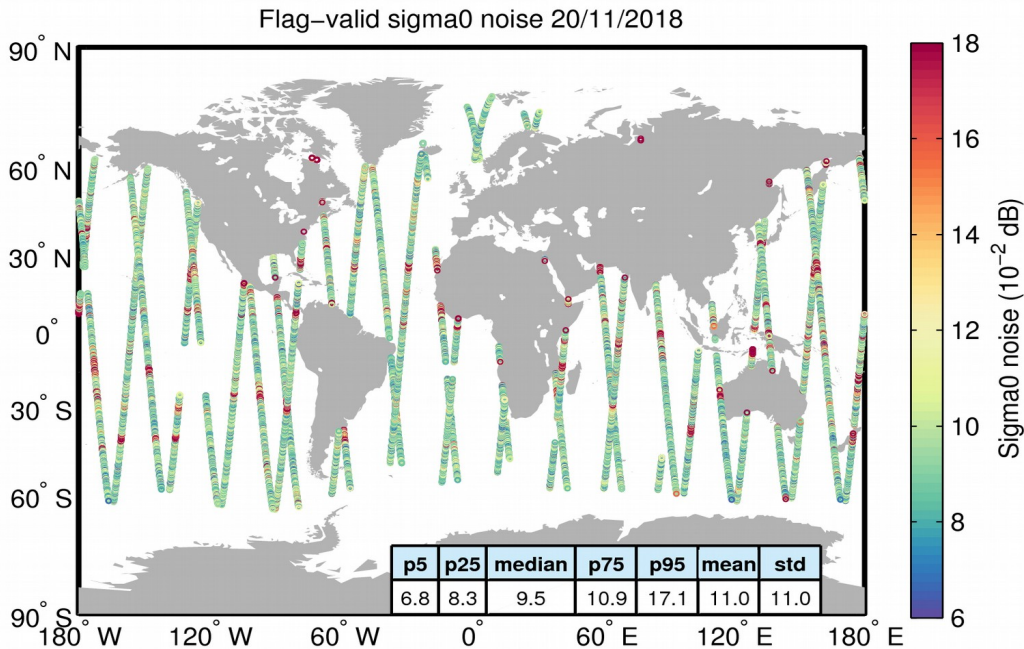 Flag−valid sigma0 noise 20/11/2018
90° N
60° N
30° N
0°
30° S
60° S
90° S
180° W 120° W 60° W 0° 60° E 120° E 180° E
p5 p25 median p75 p95 mean std
6.8 8.3 9.5 10.9 17.1 11.0 11.0
18
16
14
12
10
8
6
Sigma0 noise (10⁻² dB)